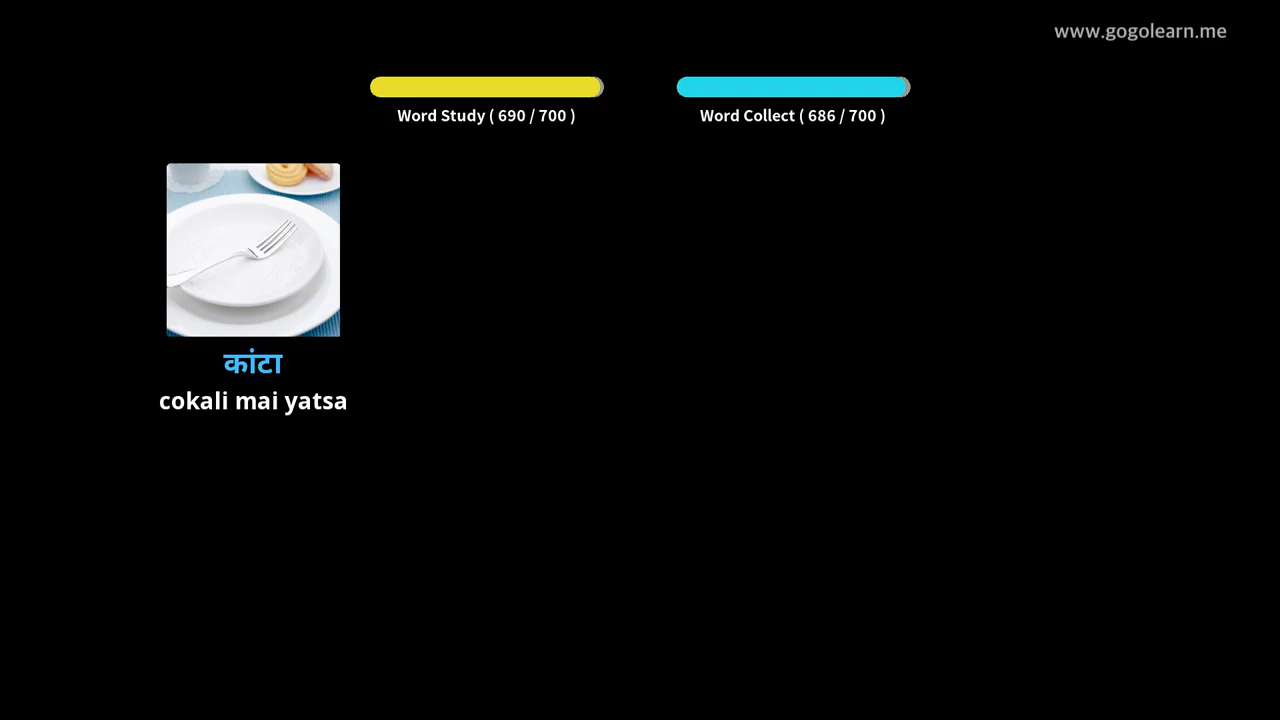 www.gogolearn.me
Word Study ( 690 / 700 )
Word Collect ( 686 / 700 )
कांटा
cokali mai yatsa